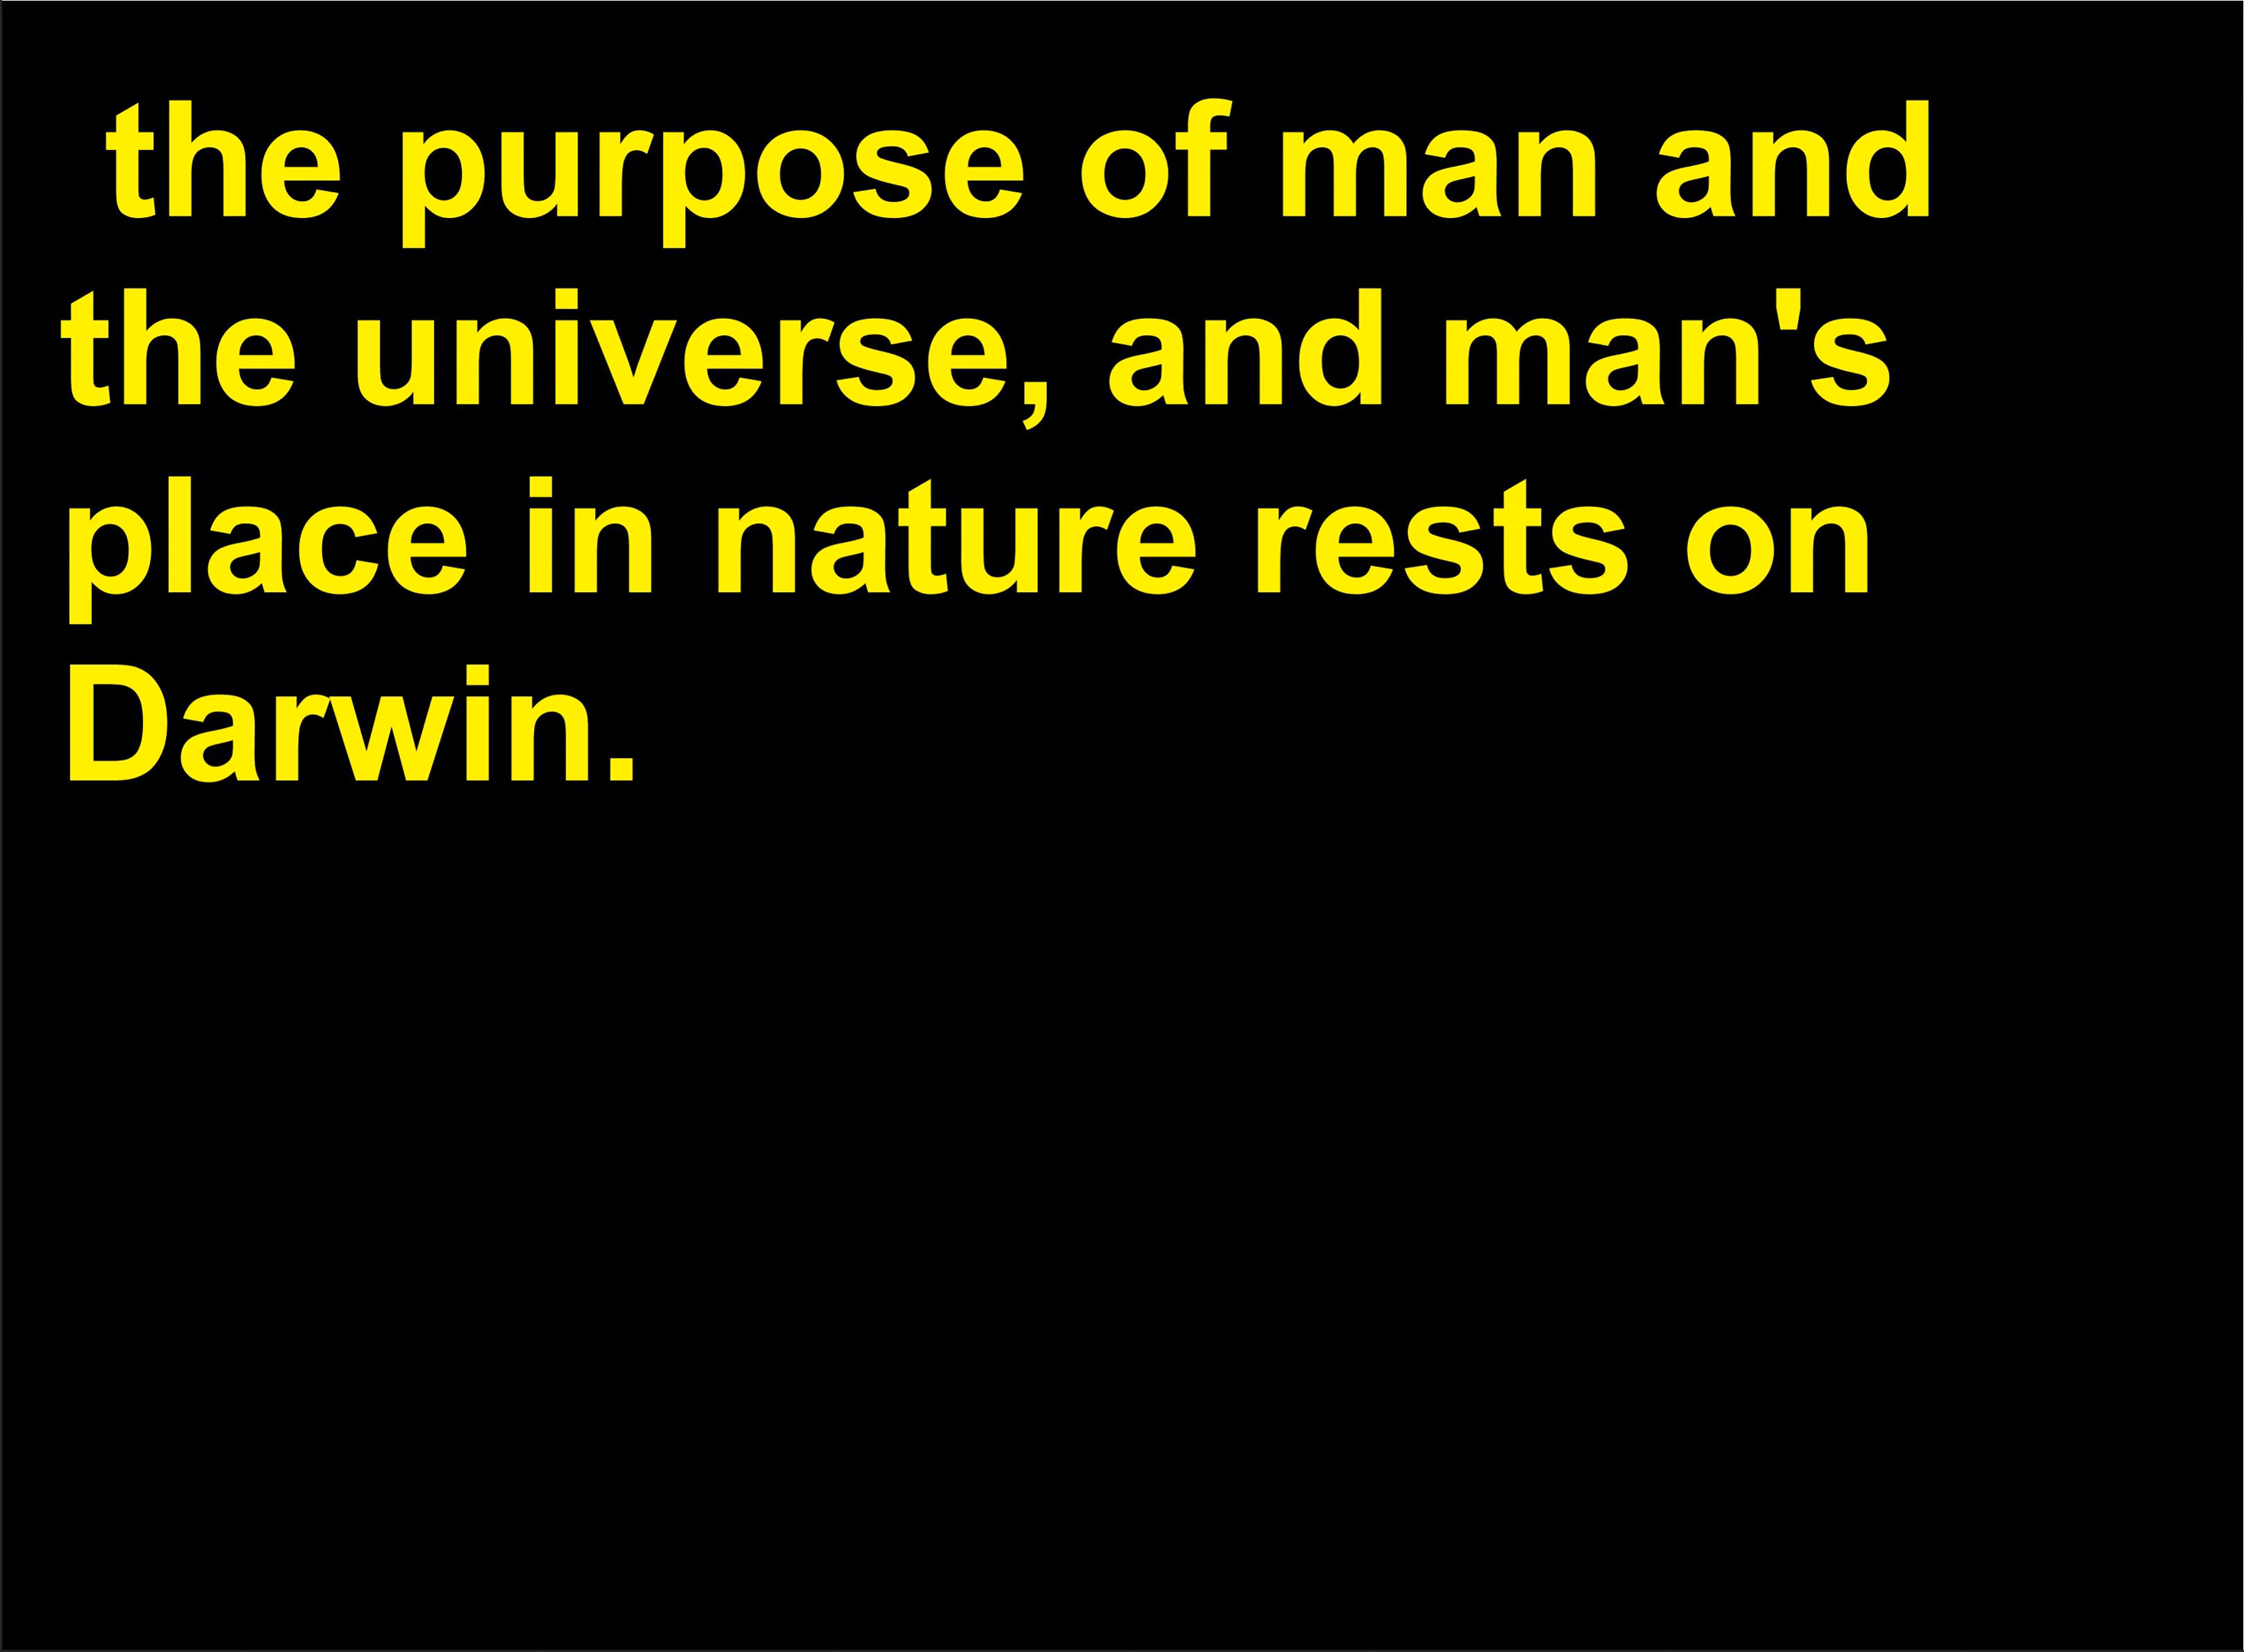 the purpose of man and
the universe, and man's
place in nature rests on
Darwin.